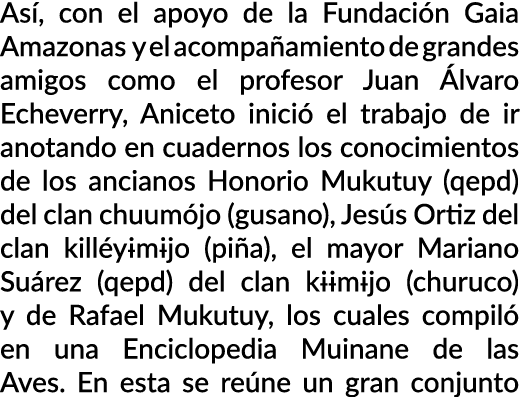 Así, con el apoyo de la Fundación Gaia
Amazonas y el acompañamiento de grandes
amigos como el profesor Juan Álvaro
Echeverry, Aniceto inició el trabajo de ir
anotando en cuadernos los conocimientos
de los ancianos Honorio Mukutuy (qepd)
del clan chuumójo (gusano), Jesús Ortiz del
clan killéyɨmɨjo (piña), el mayor Mariano
Suárez (qepd) del clan kɨɨmɨjo (churuco)
y de Rafael Mukutuy, los cuales compiló
en una Enciclopedia Muinane de las
Aves. En esta se reúne un gran conjunto